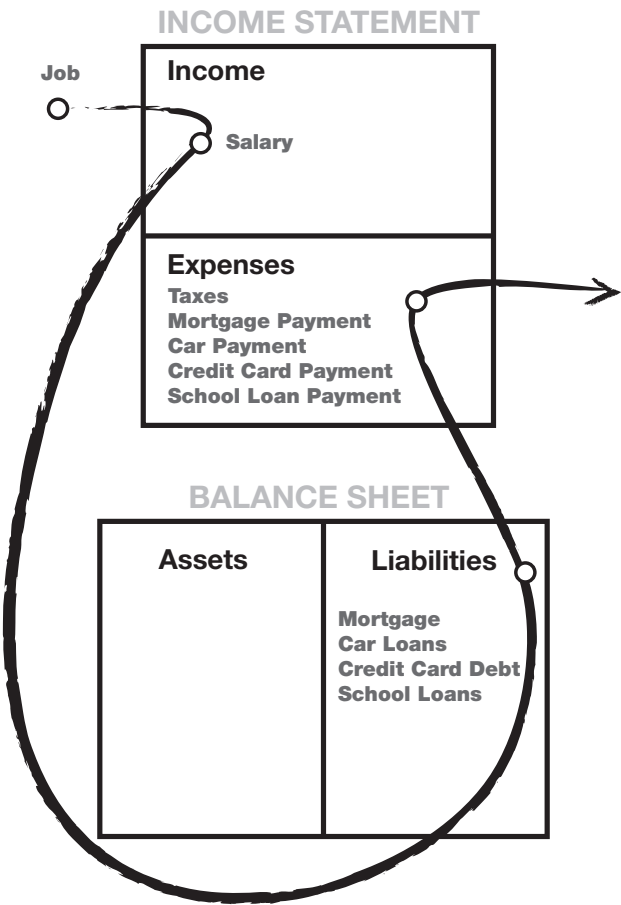 INCOME STATEMENT
Job
Income
Salary
Expenses
Taxes
Mortgage Payment
Car Payment
Credit Card Payment
School Loan Payment
BALANCE SHEET
Assets
Liabilities
Mortgage
Car Loans
Credit Card Debt
School Loans